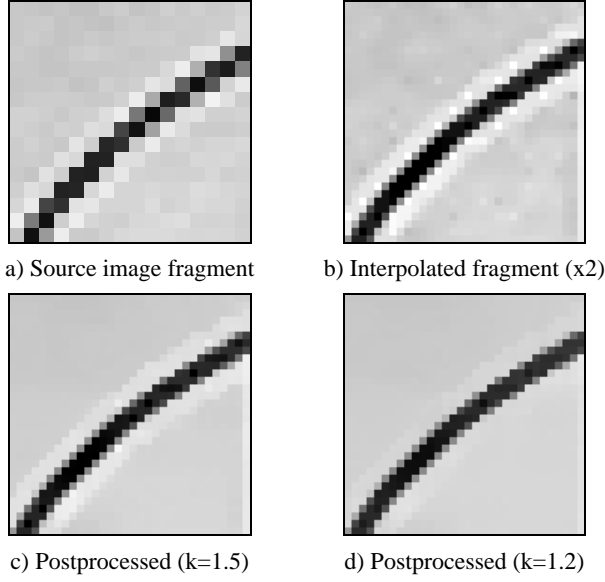 a) Source image fragment
b) Interpolated fragment (x2)
c) Postprocessed (k=1.5)
d) Postprocessed (k=1.2)